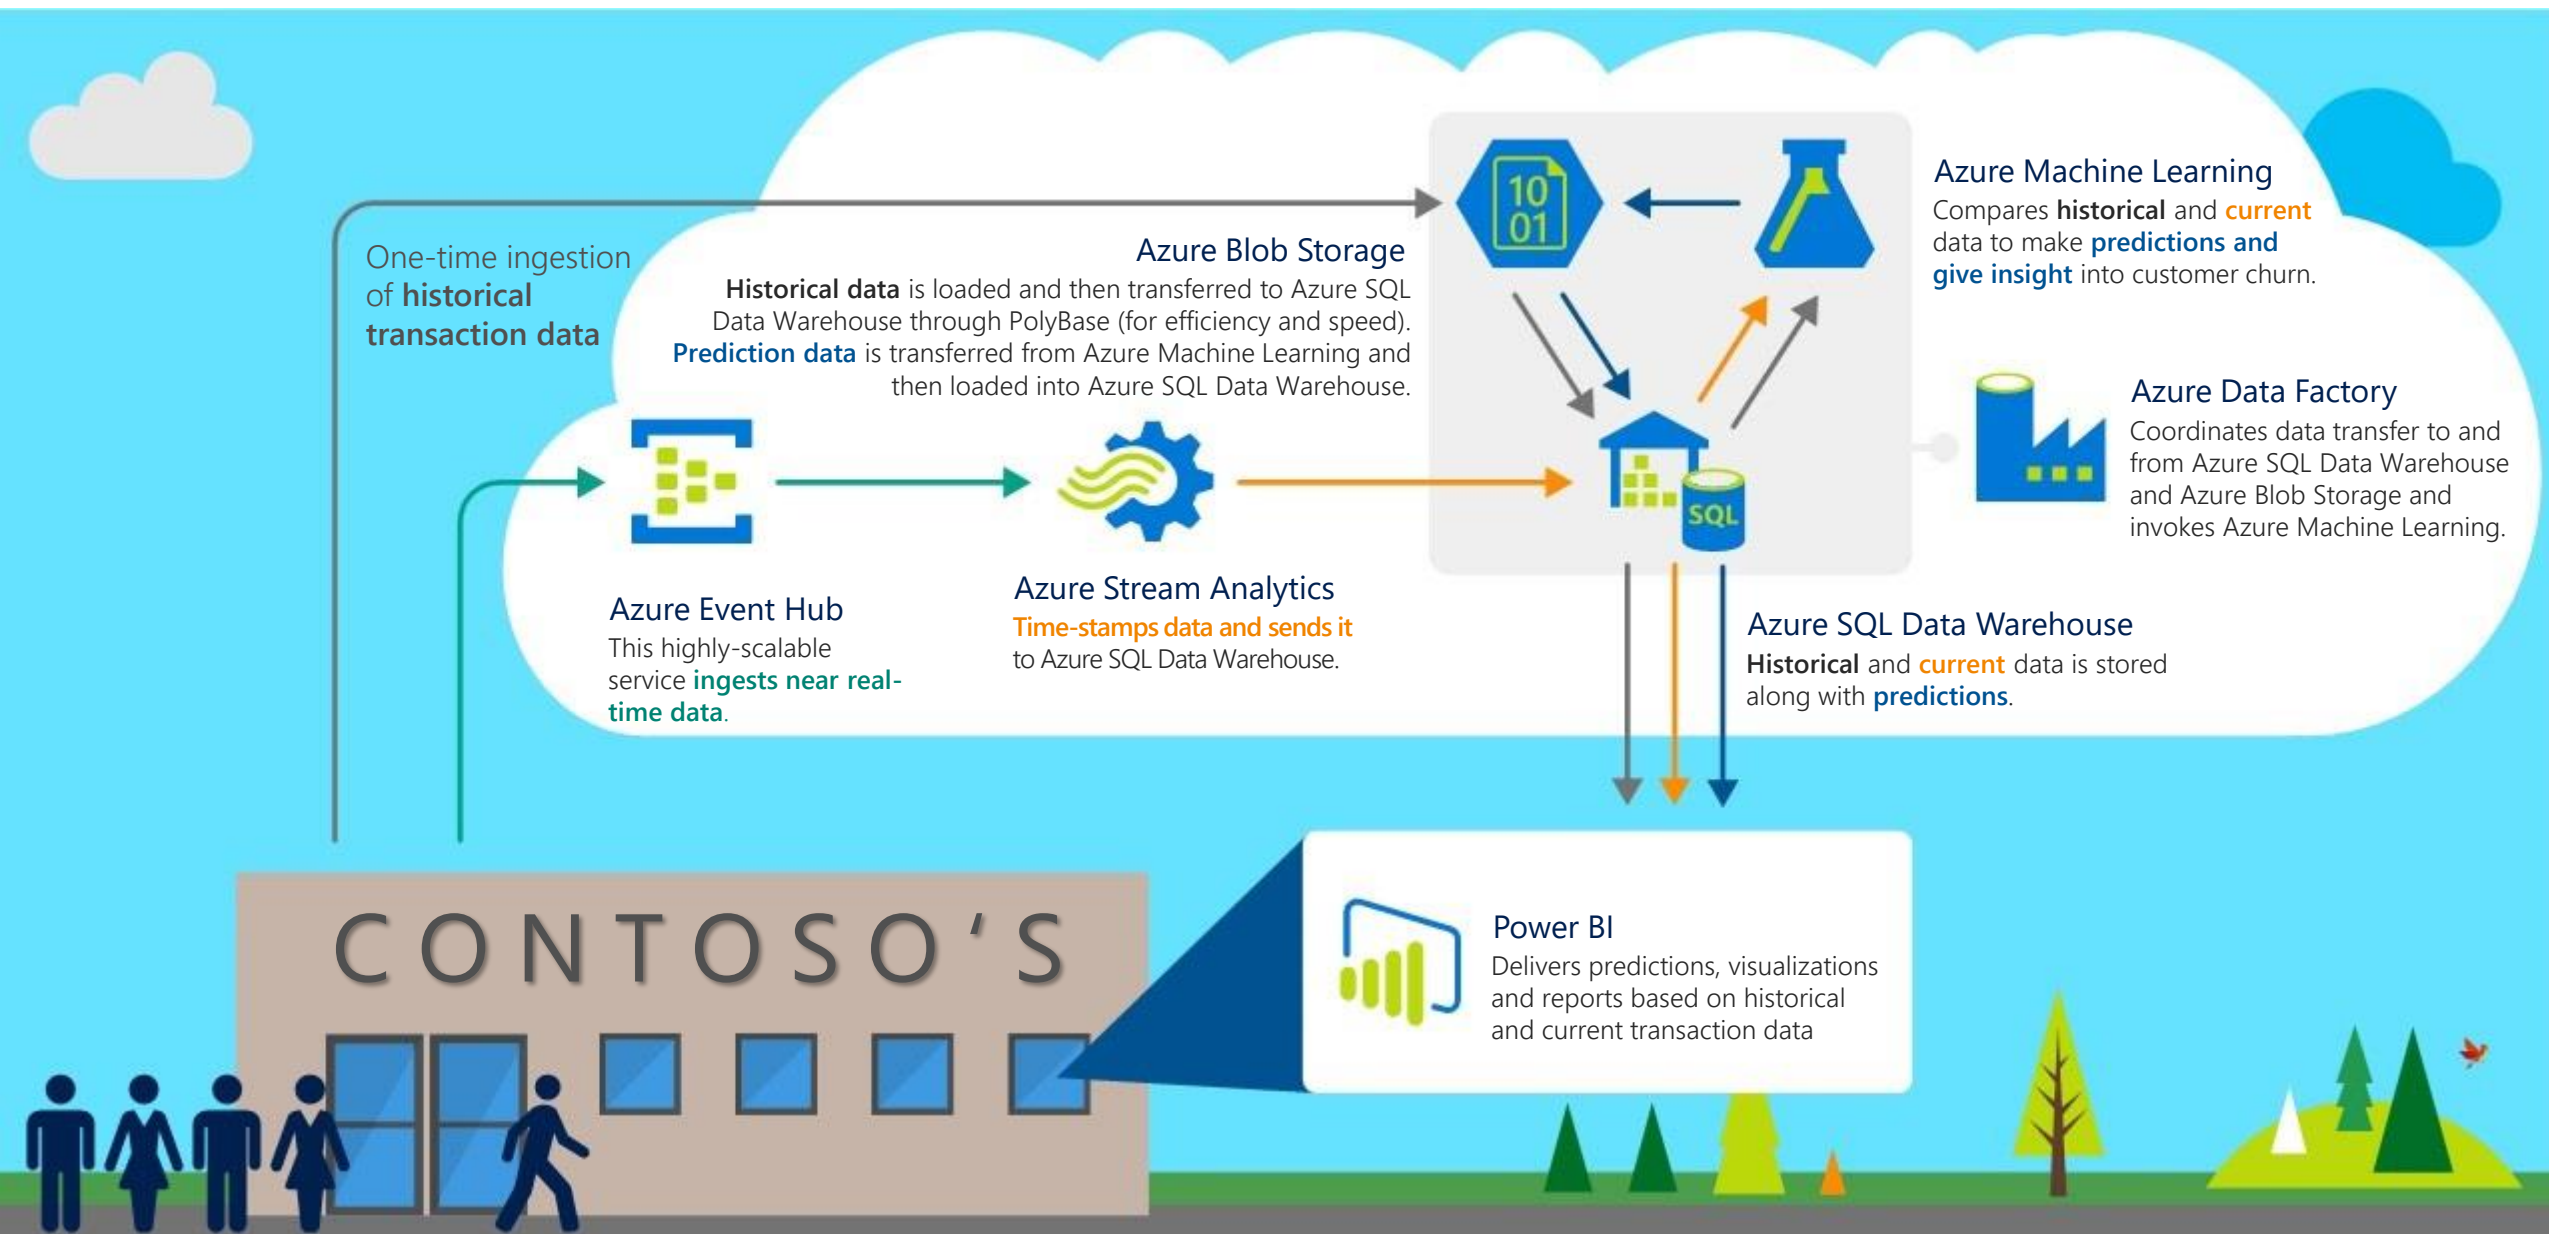 One-time ingestion
of historical
transaction data
Azure Blob Storage
Historical data is loaded and then transferred to Azure SQL
Data Warehouse through PolyBase (for efficiency and speed).
Prediction data is transferred from Azure Machine Learning and
then loaded into Azure SQL Data Warehouse.
10
01
Azure Machine Learning
Compares historical and current
data to make predictions and
give insight into customer churn.
Azure Data Factory
Coordinates data transfer to and
from Azure SQL Data Warehouse
and Azure Blob Storage and
invokes Azure Machine Learning.
SQL
Azure Event Hub
This highly-scalable
service ingests near real-
time data.
Azure Stream Analytics
Time-stamps data and sends it
to Azure SQL Data Warehouse.
Azure SQL Data Warehouse
Historical and current data is stored
along with predictions.
CONTOSO'S
Power BI
Delivers predictions, visualizations
and reports based on historical
and current transaction data